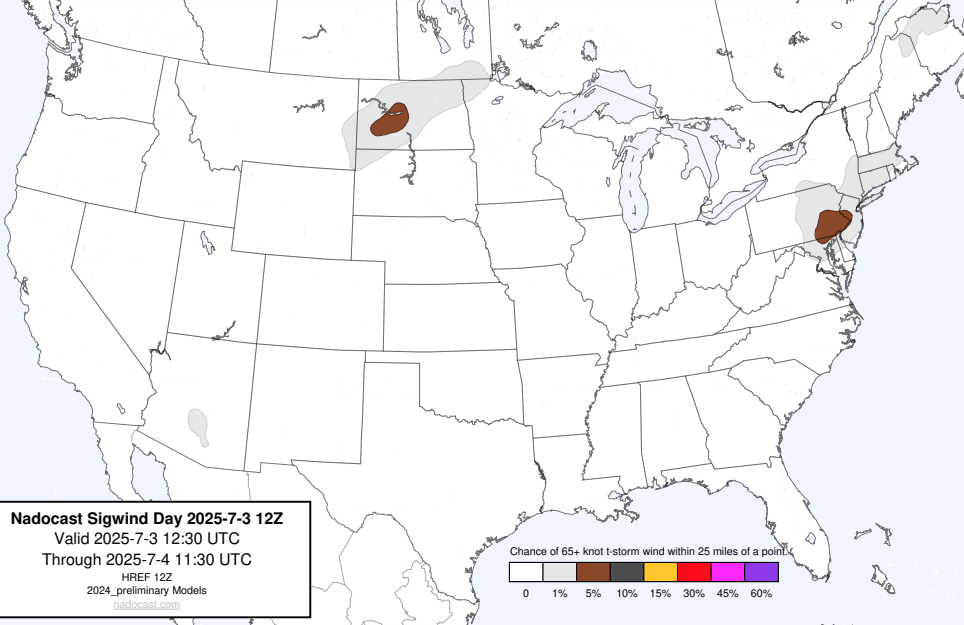 Nadocast Sigwind Day 2025-7-3 12Z
Valid 2025-7-3 12:30 UTC
Through 2025-7-4 11:30 UTC
HREF 12Z
2024_preliminary Models
nadocast.com
Chance of 65+ knot t-storm wind within 25 miles of a point.
0 1% 5% 10% 15% 30% 45% 60%